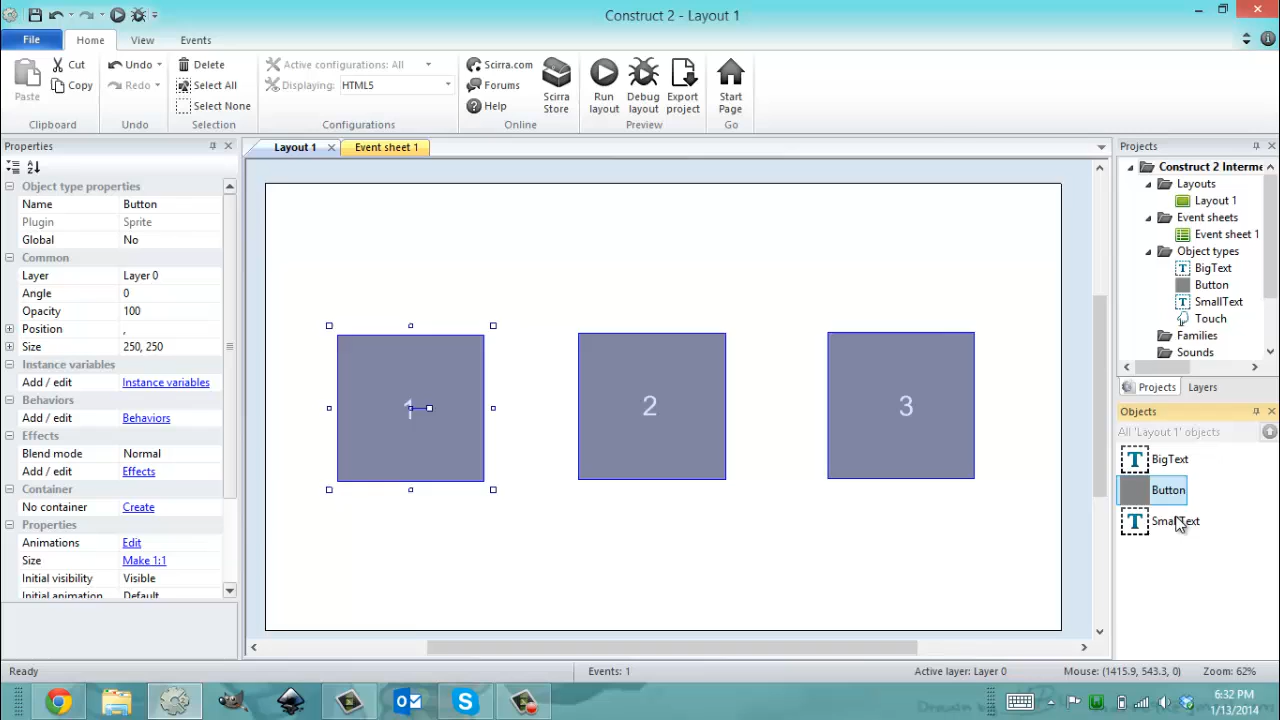 Construct 2 - Layout 1
File Home View Events
Paste Cut Copy
Clipboard
Undo Redo
Undo
Delete
Select All
Select None
Selection
Active configurations: All
Displaying: HTML5
Configurations
Scirra.com
Forums
Help
Scirra Store
Online
Run layout
Debug layout
Export project
Preview
Start Page
Go
Properties
Layout 1 Event sheet 1
Object type properties
Name Button
Plugin Sprite
Global No
Common
Layer Layer 0
Angle 0
Opacity 100
Position ,
Size 250, 250
Instance variables
Add / edit Instance variables
Behaviors
Add / edit Behaviors
Effects
Blend mode Normal
Add / edit Effects
Container
No container Create
Properties
Animations Edit
Size Make 1:1
Initial visibility Visible
Initial animation Default
1 2 3
Projects
Construct 2 Interme
Layouts
Layout 1
Event sheets
Event sheet 1
Object types
BigText
Button
SmallText
Touch
Families
Sounds
Projects Layers
Objects
All 'Layout 1' objects
BigText
Button
SmallText
Ready Events: 1 Active layer: Layer 0 Mouse: (1415.9, 543.3, 0) Zoom: 62%
6:32 PM
1/13/2014